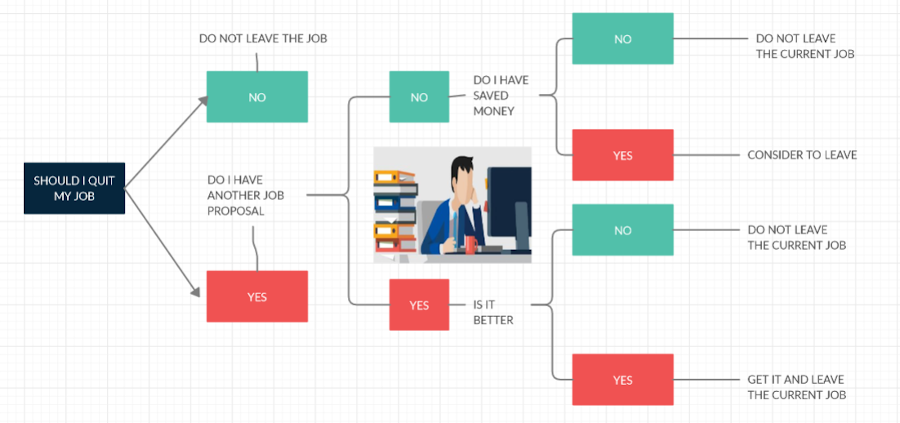 SHOULD I QUIT
MY JOB
DO NOT LEAVE THE JOB
NO
DO I HAVE
ANOTHER JOB
PROPOSAL
YES
NO
DO I HAVE
SAVED
MONEY
NO
DO NOT LEAVE
THE CURRENT JOB
YES
CONSIDER TO LEAVE
YES
IS IT
BETTER
NO
DO NOT LEAVE
THE CURRENT JOB
YES
GET IT AND LEAVE
THE CURRENT JOB